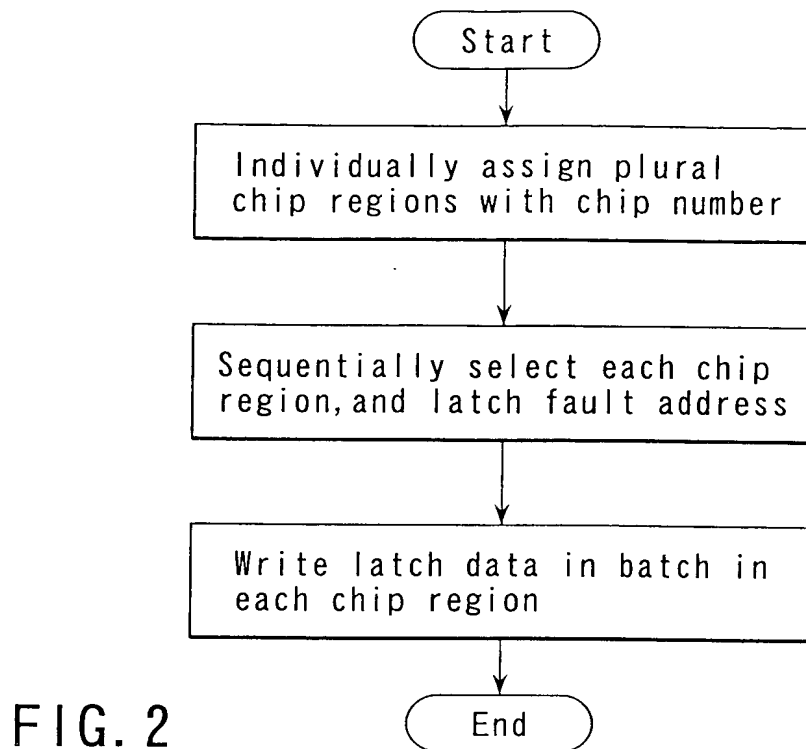 Start
Individually assign plural
chip regions with chip number
Sequentially select each chip
region, and latch fault address
Write latch data in batch in
each chip region
End
FIG. 2